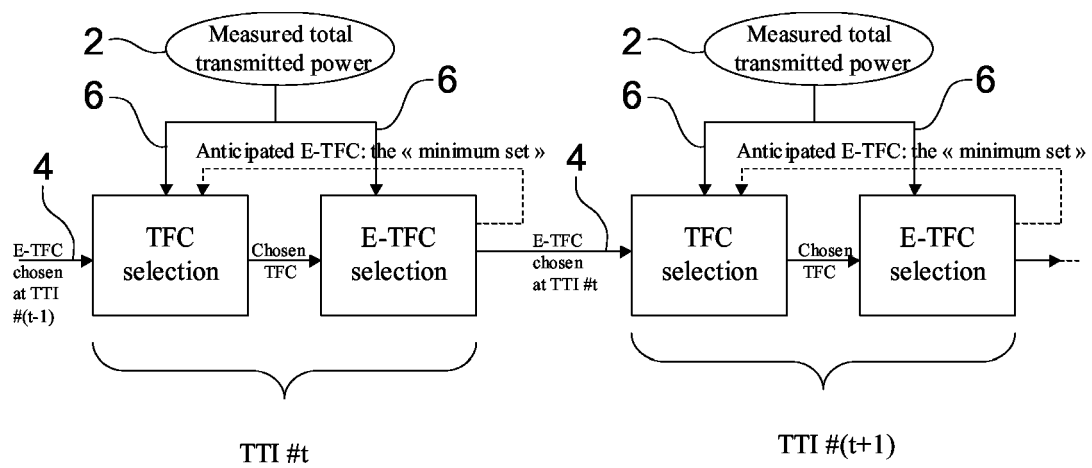 2
Measured total
transmitted power
6
6
Anticipated E-TFC: the « minimum set »
4
E-TFC
chosen
at TTI
#(t-1)
TFC
selection
Chosen
TFC
E-TFC
selection
TTI #t
4
E-TFC
chosen
at TTI #t
2
Measured total
transmitted power
6
6
Anticipated E-TFC: the « minimum set »
TFC
selection
Chosen
TFC
E-TFC
selection
TTI #(t+1)